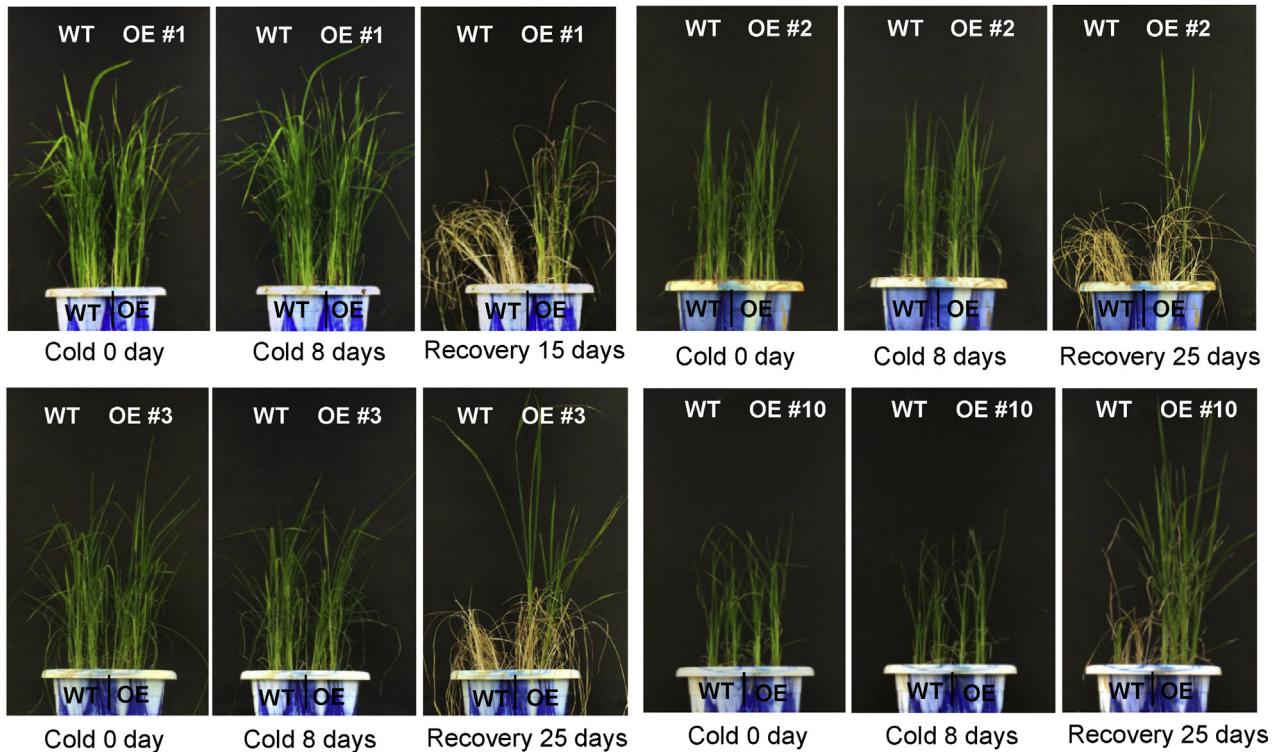 WT OE #1 WT OE #1 WT OE #1
WT OE WT OE WT OE
Cold 0 day Cold 8 days Recovery 15 days
WT OE #2 WT OE #2 WT OE #2
WT OE WT OE WT OE
Cold 0 day Cold 8 days Recovery 25 days
WT OE #3 WT OE #3 WT OE #3
WT OE WT OE WT OE
Cold 0 day Cold 8 days Recovery 25 days
WT OE #10 WT OE #10 WT OE #10
WT OE WT OE WT OE
Cold 0 day Cold 8 days Recovery 25 days